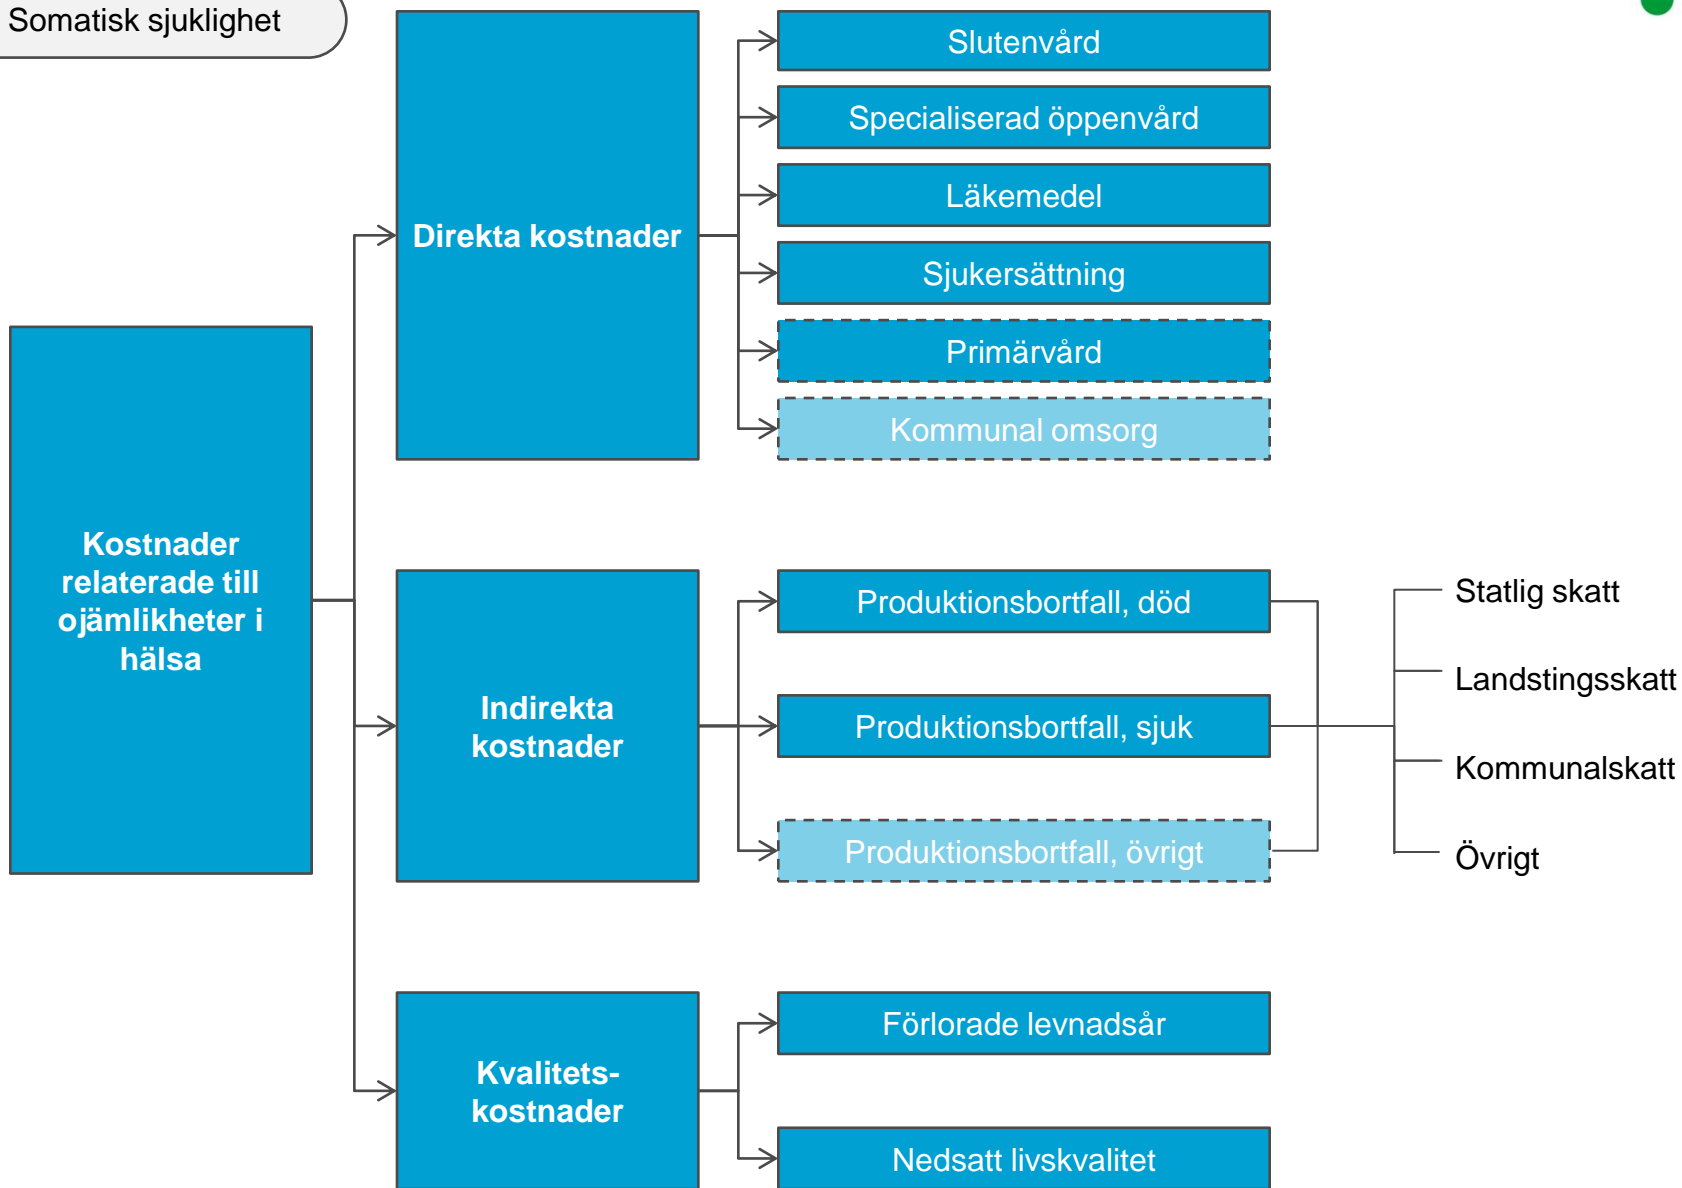 Somatisk sjuklighet
Slutenvård
Specialiserad öppenvård
Läkemedel
Direkta kostnader
Sjukersättning
Primärvård
Kommunal omsorg
Kostnader
relaterade till
ojämlikheter i
hälsa
Produktionsbortfall, död
Indirekta
kostnader
Produktionsbortfall, sjuk
Produktionsbortfall, övrigt
Statlig skatt
Landstingsskatt
Kommunalskatt
Övrigt
Förlorade levnadsår
Kvalitets-
kostnader
Nedsatt livskvalitet